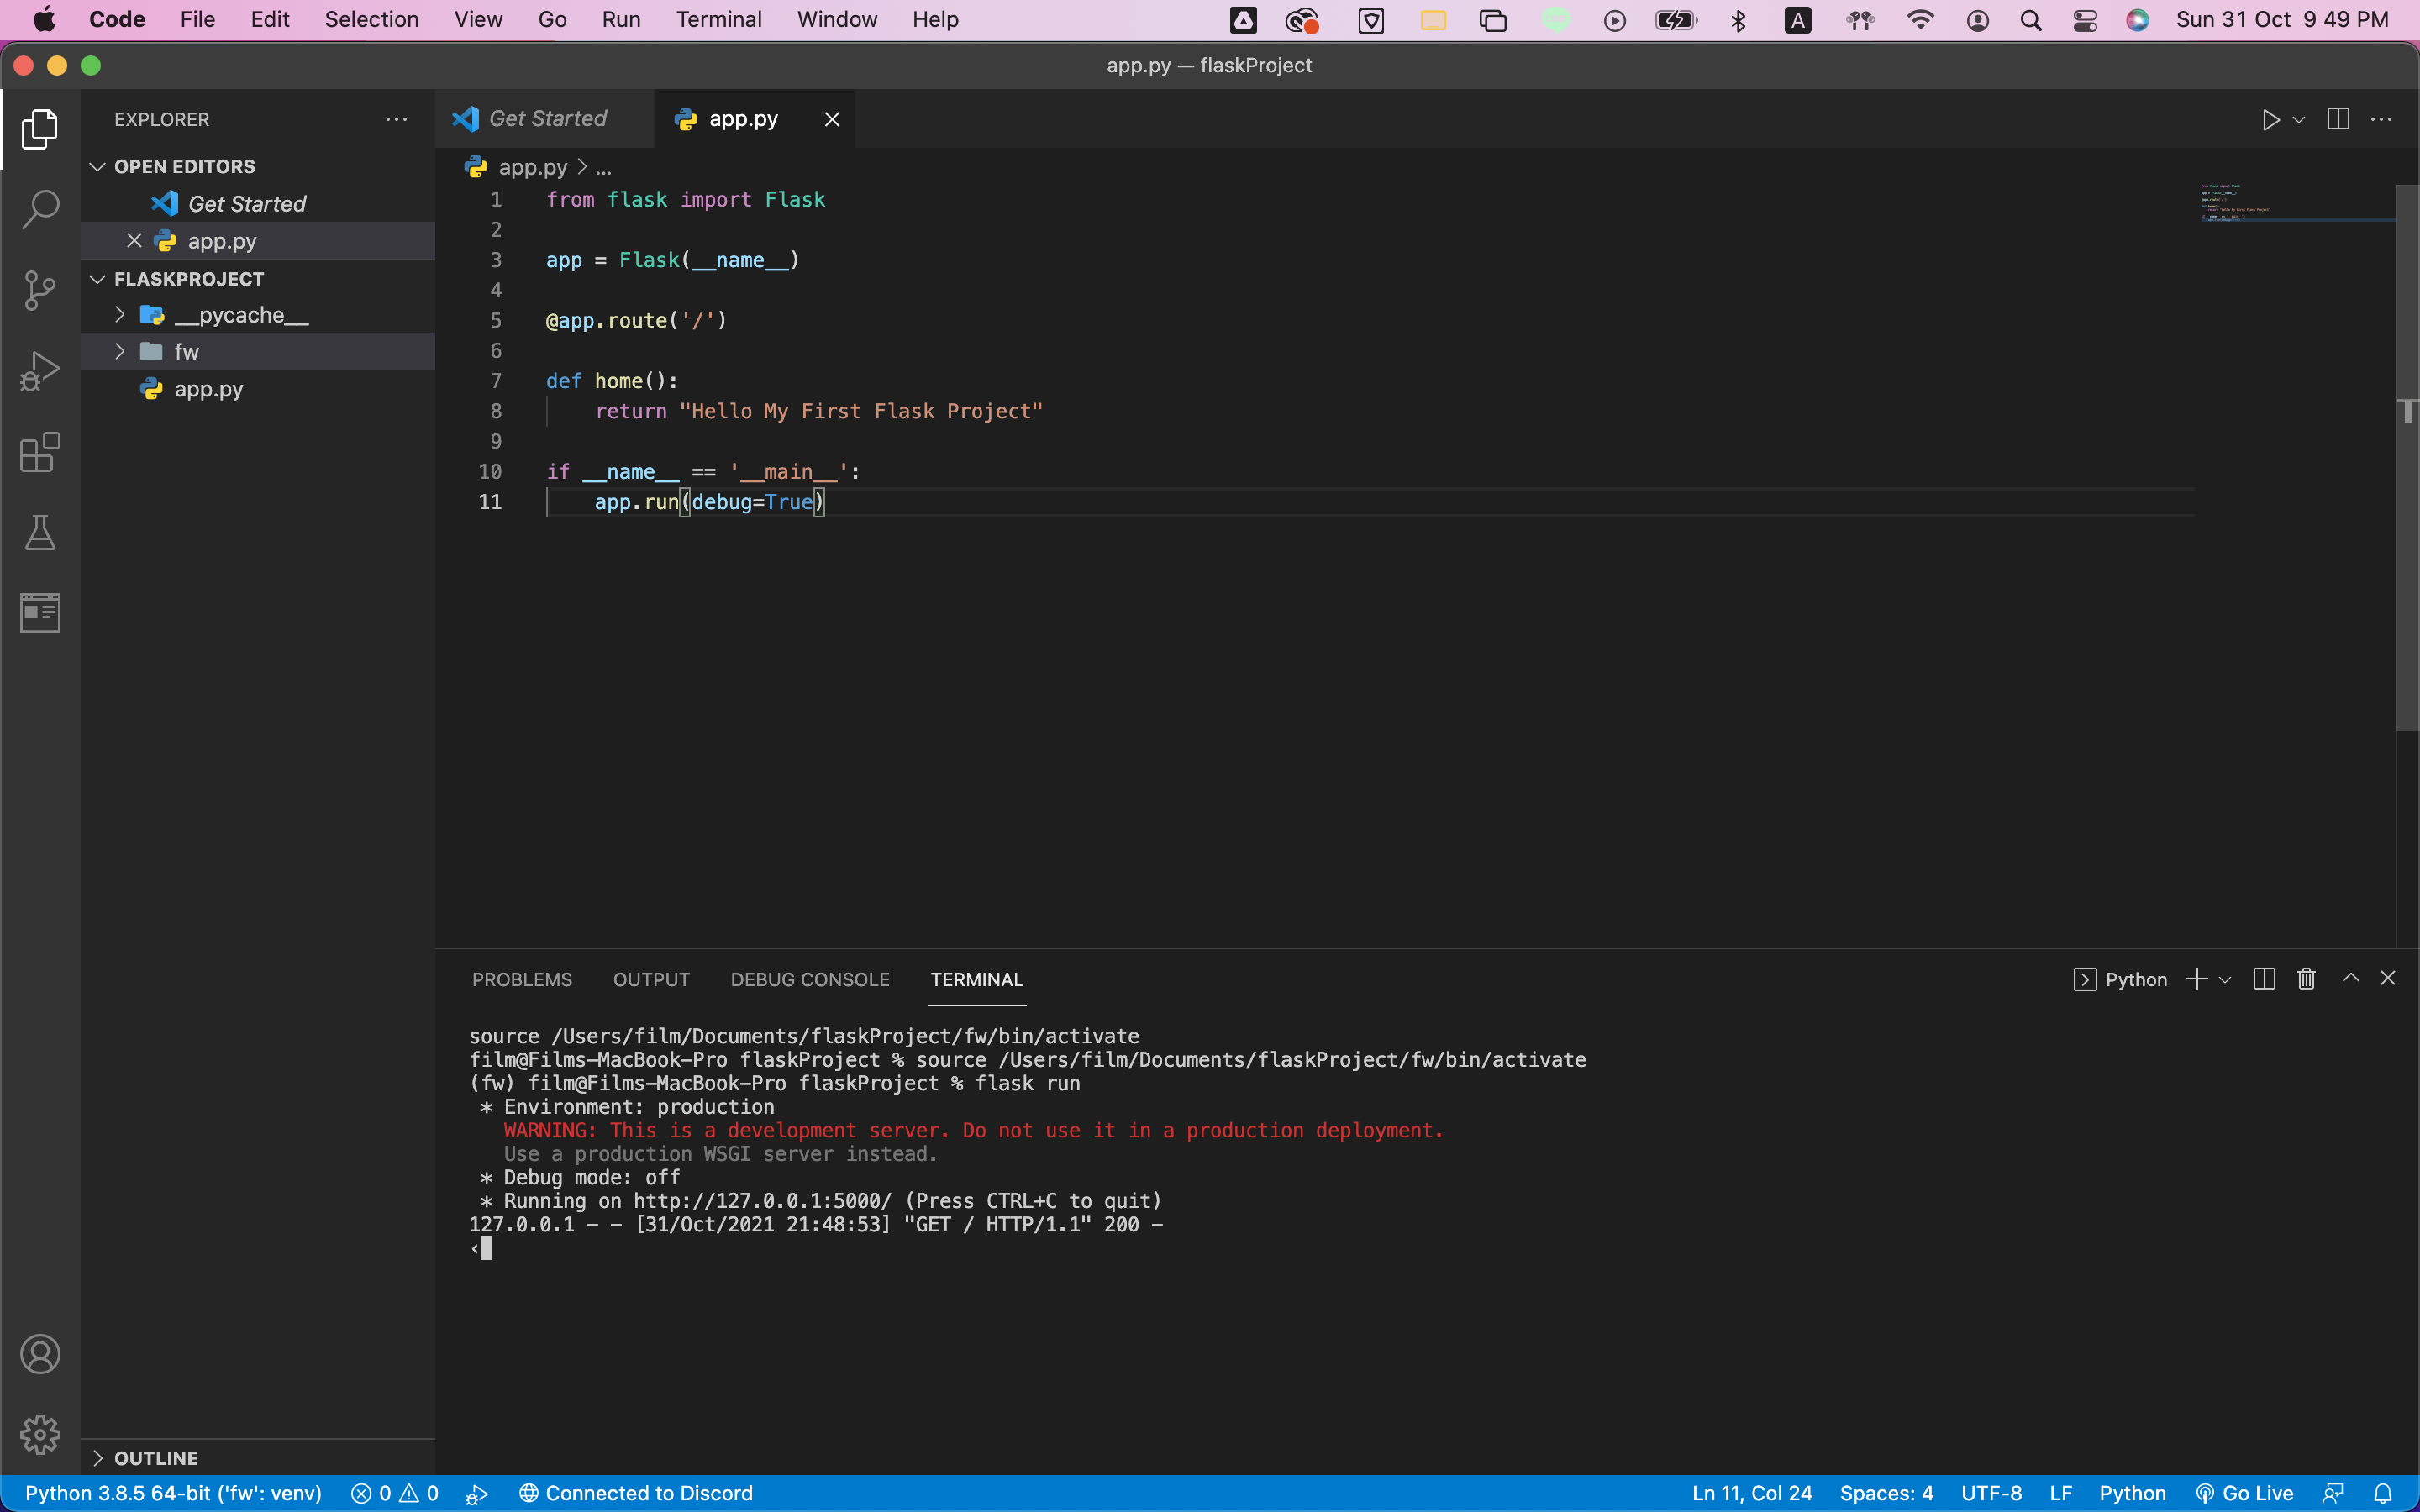 Code File Edit Selection View Go Run Terminal Window Help A Sun 31 Oct 9 49 PM
app.py — flaskProject
EXPLORER
OPEN EDITORS
Get Started
app.py
FLASKPROJECT
__pycache__
fw
app.py
OUTLINE
Get Started app.py
app.py > ...
1 from flask import Flask
2
3 app = Flask(__name__)
4
5 @app.route('/')
6
7 def home():
8 return "Hello My First Flask Project"
9
10 if __name__ == '__main__':
11 app.run(debug=True)
PROBLEMS OUTPUT DEBUG CONSOLE TERMINAL Python
source /Users/film/Documents/flaskProject/fw/bin/activate
film@Films-MacBook-Pro flaskProject % source /Users/film/Documents/flaskProject/fw/bin/activate
(fw) film@Films-MacBook-Pro flaskProject % flask run
* Environment: production
WARNING: This is a development server. Do not use it in a production deployment.
Use a production WSGI server instead.
* Debug mode: off
* Running on http://127.0.0.1:5000/ (Press CTRL+C to quit)
127.0.0.1 - - [31/Oct/2021 21:48:53] "GET / HTTP/1.1" 200 -
‹
Python 3.8.5 64-bit ('fw': venv) 0 0 Connected to Discord Ln 11, Col 24 Spaces: 4 UTF-8 LF Python Go Live